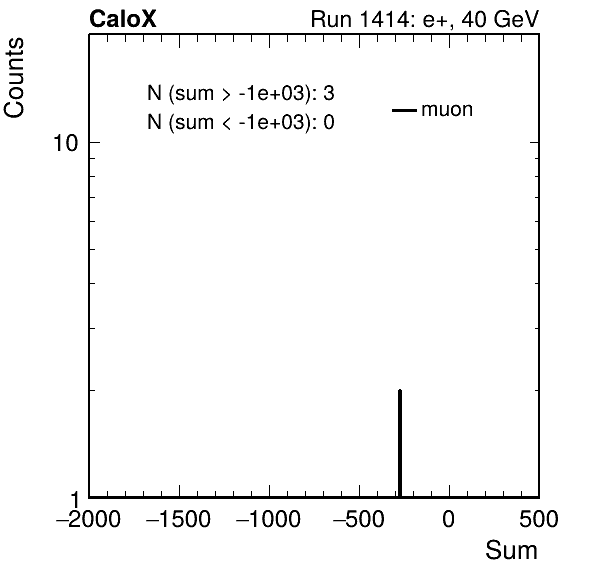 CaloX Run 1414: e+, 40 GeV
Counts
N (sum > -1e+03): 3
N (sum < -1e+03): 0
muon
10
1
−2000 −1500 −1000 −500 0 500
Sum